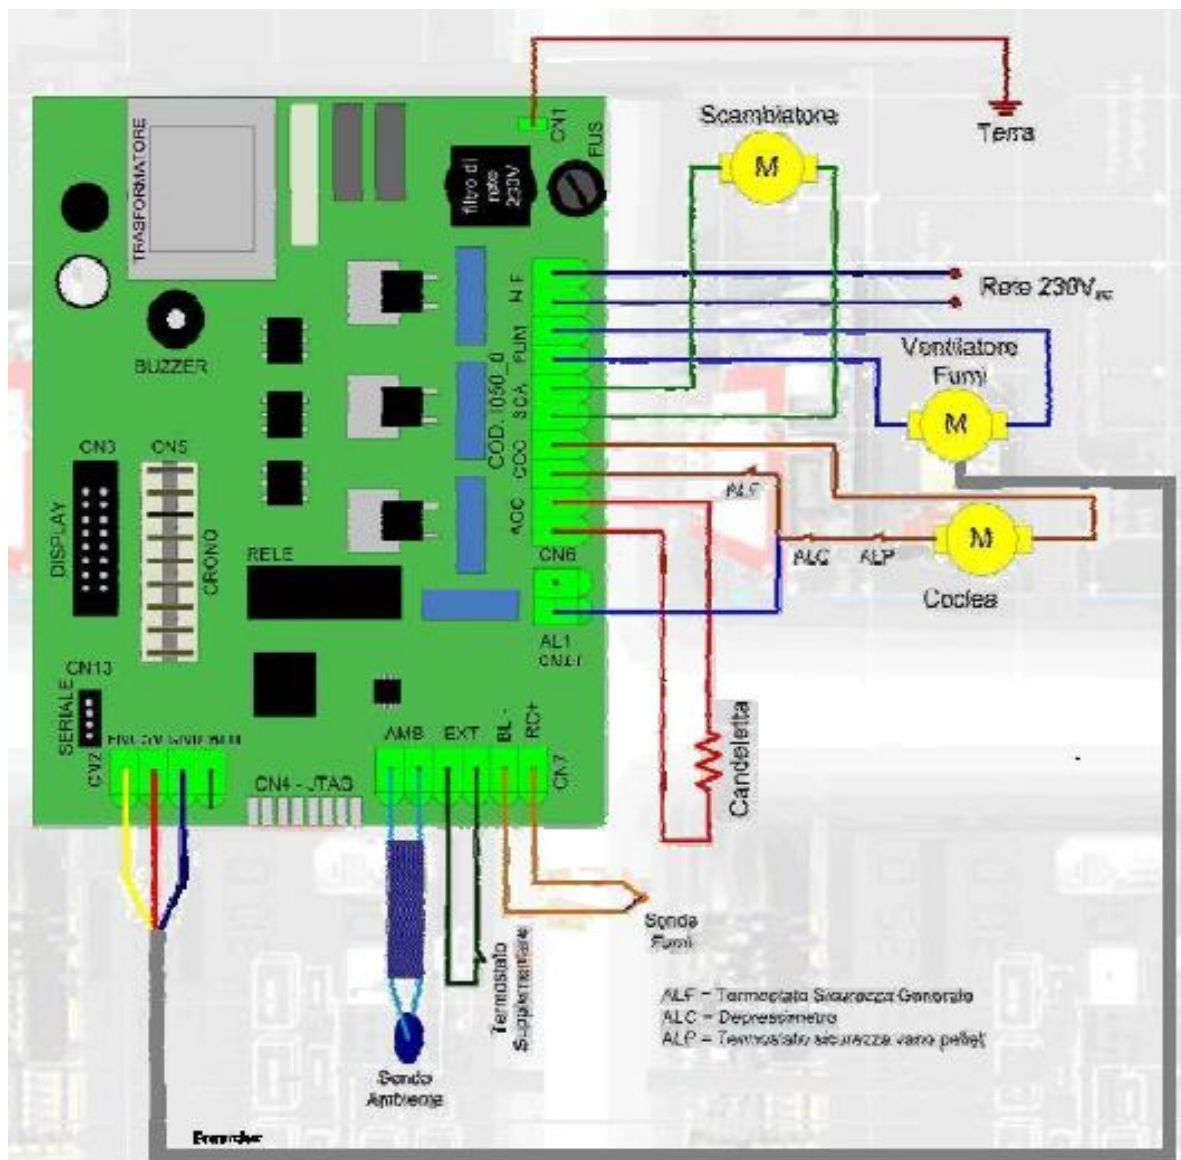 TRASFORMATORE
filtro di
rete
230V
CN1
FUS
Terra
Scambiatore
M
N F
Rete 230Vac
FUM
Ventilatore
Fumi
M
SCA
COD. I050_0
COC
ALF
ACC
ALC
ALP
M
Coclea
CN6
AL1
BUZZER
CN3
CN5
DISPLAY
CRONO
RELE
CN13
SERIALE
CN2
CN4 - JTAG
AMB
EXT
BL -
RC+
CN7
Candeletta
Sonda
Fumi
Termostato
Supplementare
Sonda
Ambiente
ALF = Termostato Sicurezza Generale
ALC = Depressimetro
ALP = Termostato sicurezza vano pellet
Encoder